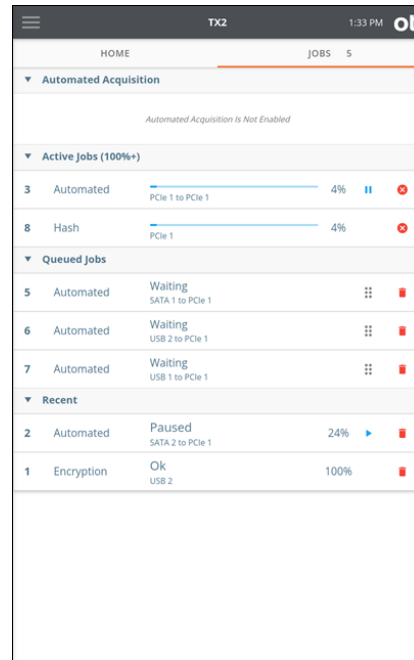 TX2 1:33 PM
HOME JOBS 5
Automated Acquisition
Automated Acquisition Is Not Enabled
Active Jobs (100%+)
3 Automated 4%
PCIe 1 to PCIe 1
8 Hash 4%
PCIe 1
Queued Jobs
5 Automated Waiting
SATA 1 to PCIe 1
6 Automated Waiting
USB 2 to PCIe 1
7 Automated Waiting
USB 1 to PCIe 1
Recent
2 Automated Paused 24%
SATA 2 to PCIe 1
1 Encryption Ok 100%
USB 2